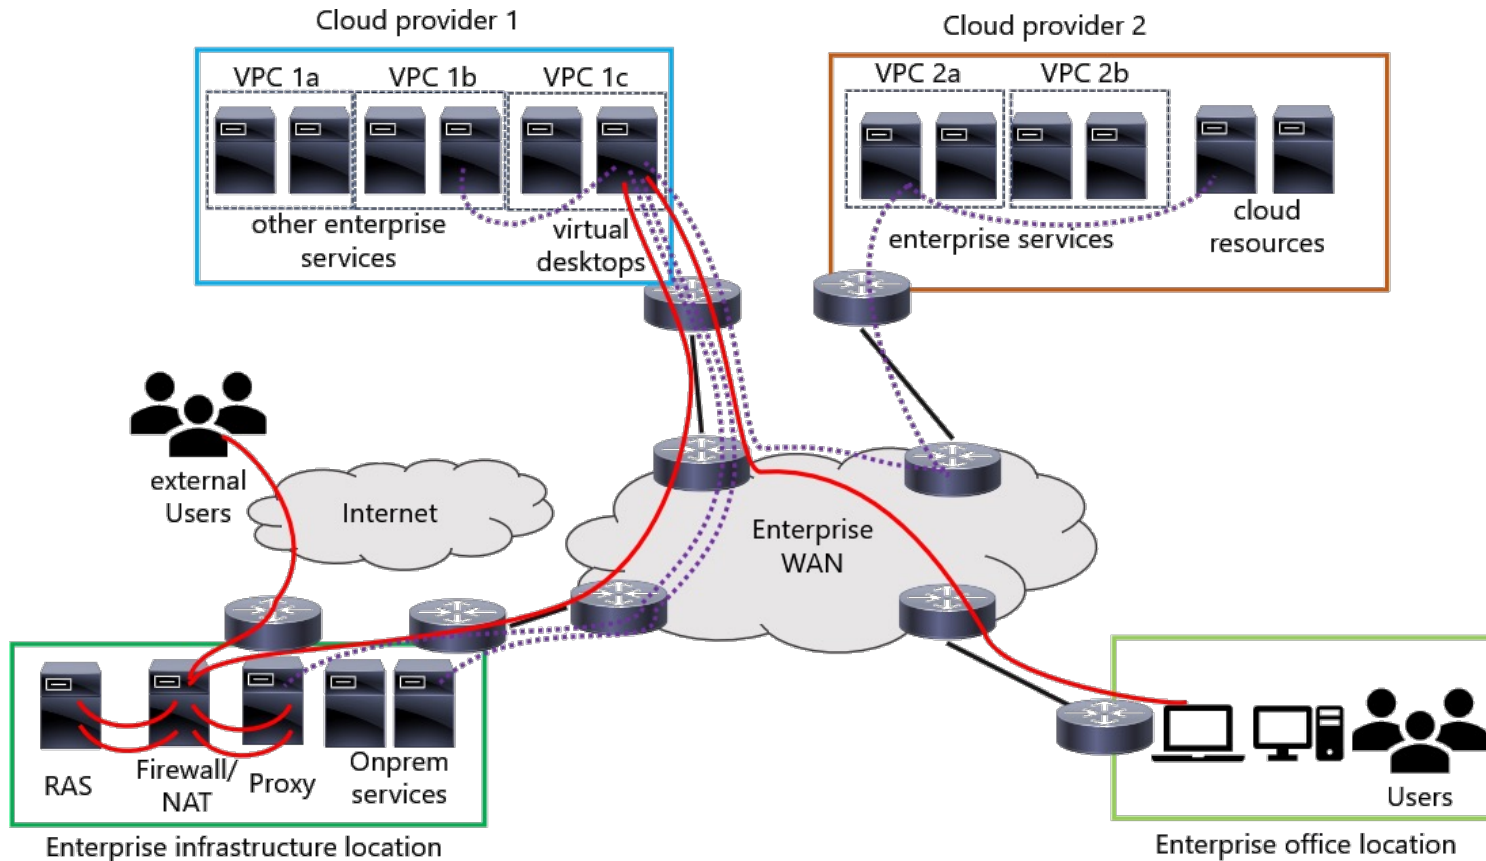 Cloud provider 1
Cloud provider 2
VPC 1a
VPC 1b
VPC 1c
VPC 2a
VPC 2b
other enterprise
services
virtual
desktops
enterprise services
cloud
resources
external
Users
Internet
Enterprise
WAN
RAS
Firewall/
NAT
Proxy
Onprem
services
Users
Enterprise infrastructure location
Enterprise office location